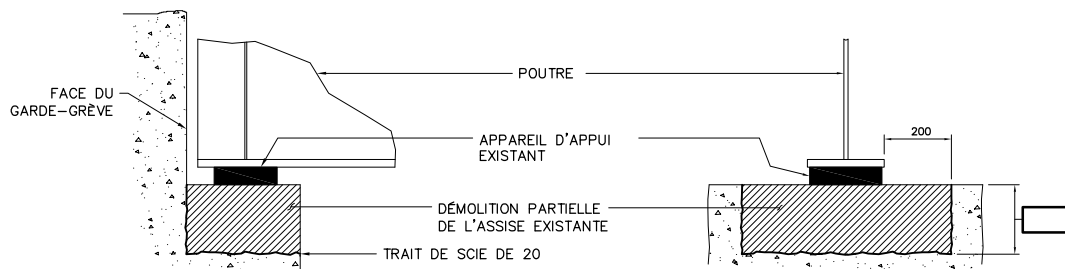 POUTRE
FACE DU
GARDE-GRÈVE
200
APPAREIL D'APPUI
EXISTANT
DÉMOLITION PARTIELLE
DE L'ASSISE EXISTANTE
TRAIT DE SCIE DE 20